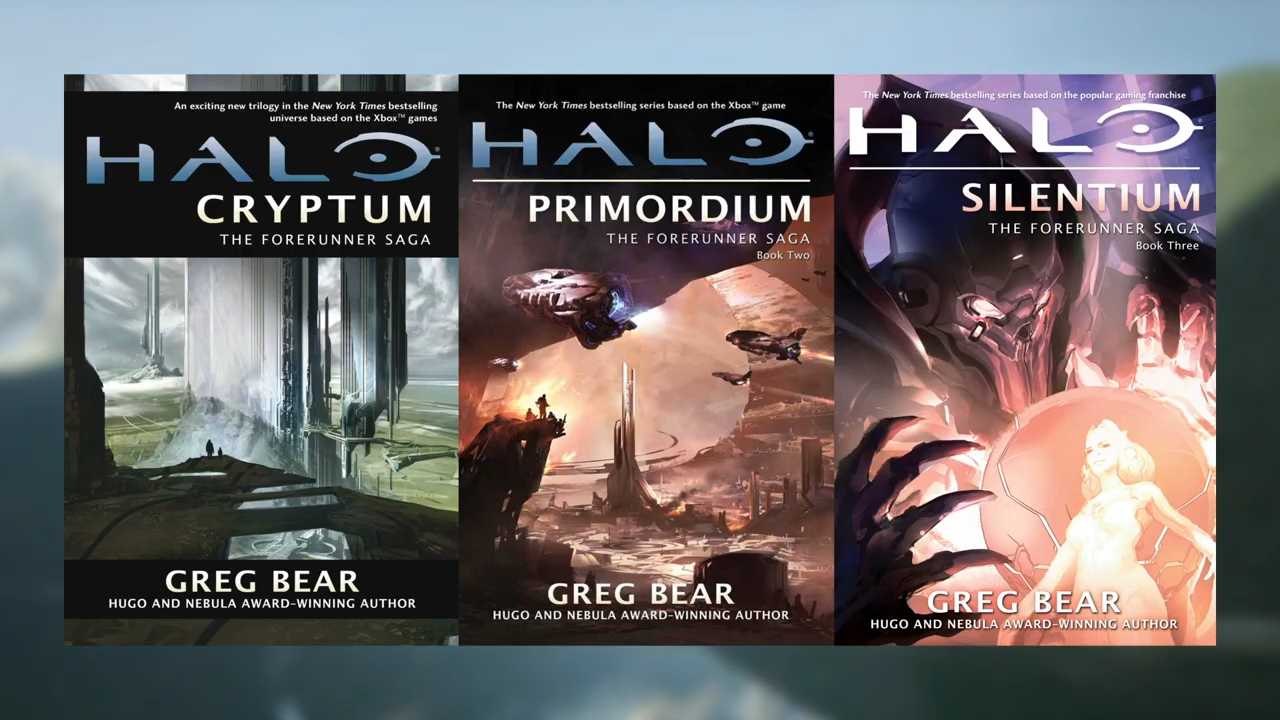 An exciting new trilogy in the New York Times bestselling
universe based on the Xbox™ games
HALO®
CRYPTUM
THE FORERUNNER SAGA
GREG BEAR
HUGO AND NEBULA AWARD–WINNING AUTHOR
The New York Times bestselling series based on the Xbox™ game
HALO®
PRIMORDIUM
THE FORERUNNER SAGA
Book Two
GREG BEAR
HUGO AND NEBULA AWARD–WINNING AUTHOR
The New York Times bestselling series based on the popular gaming franchise
HALO®
SILENTIUM
THE FORERUNNER SAGA
Book Three
GREG BEAR
HUGO AND NEBULA AWARD–WINNING AUTHOR